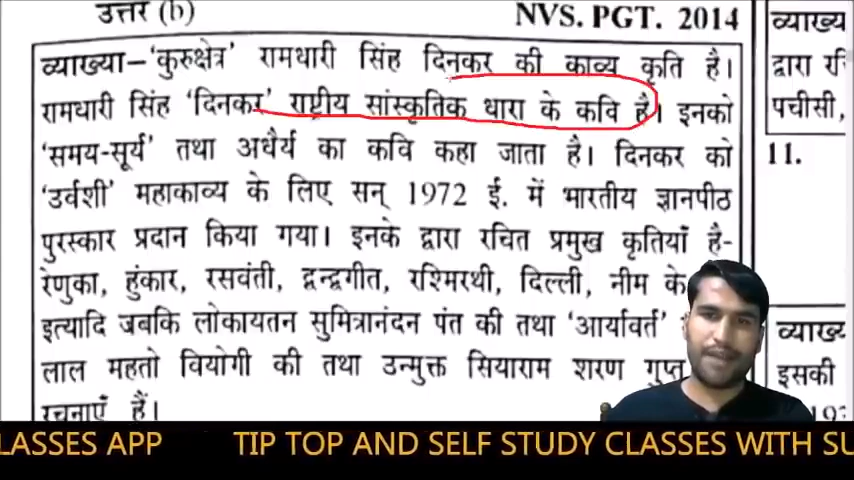 उत्तर (b)
NVS. PGT. 2014
व्याख्या–‘कुरुक्षेत्र’ रामधारी सिंह दिनकर की काव्य कृति है।
रामधारी सिंह ‘दिनकर’ राष्ट्रीय सांस्कृतिक धारा के कवि है। इनको
‘समय-सूर्य’ तथा अधैर्य का कवि कहा जाता है। दिनकर को
‘उर्वशी’ महाकाव्य के लिए सन् 1972 ई. में भारतीय ज्ञानपीठ
पुरस्कार प्रदान किया गया। इनके द्वारा रचित प्रमुख कृतियाँ है-
रेणुका, हुंकार, रसवंती, द्वन्द्वगीत, रश्मिरथी, दिल्ली, नीम के
इत्यादि जबकि लोकायतन सुमित्रानंदन पंत की तथा ‘आर्यावर्त’
लाल महतो वियोगी की तथा उन्मुक्त सियाराम शरण गुप्त
रचनाएँ हैं।
व्याख्य
द्वारा
पचीसी,
11.
व्याख्य
इसकी
LASSES APP TIP TOP AND SELF STUDY CLASSES WITH SU